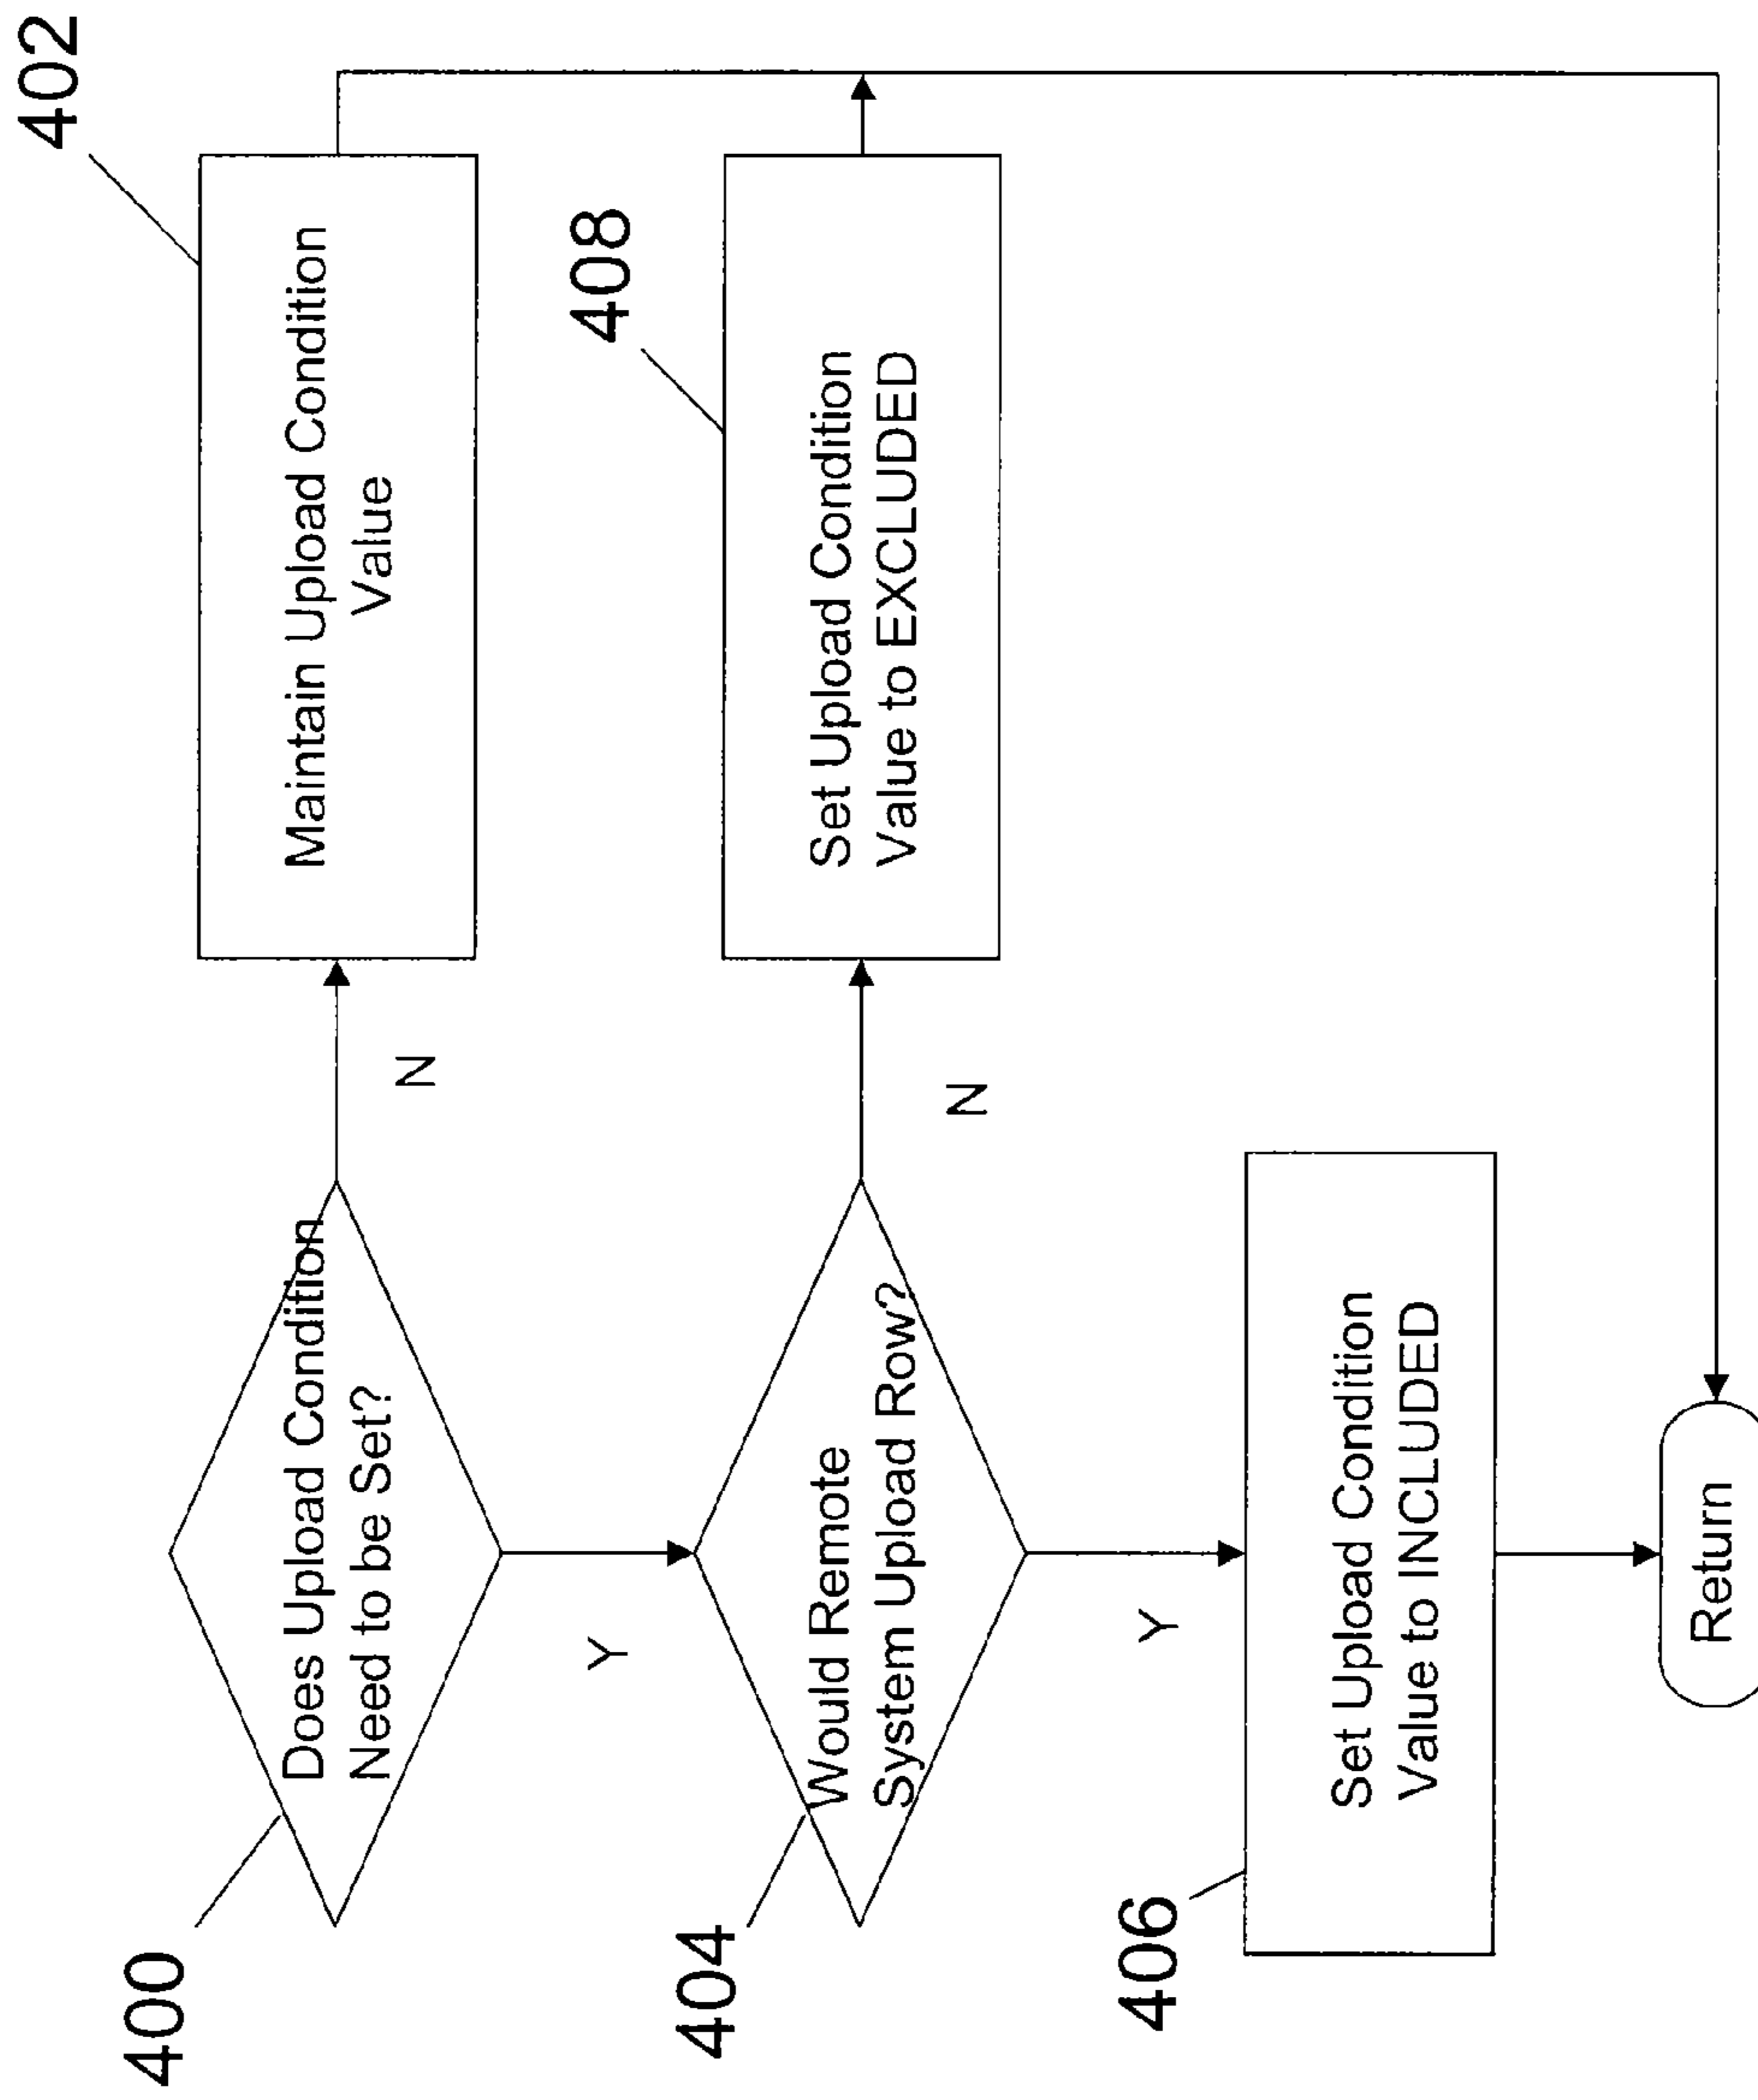 402
Maintain Upload Condition
Value
400
Does Upload Condition
Need to be Set?
N
Y
408
Set Upload Condition
Value to EXCLUDED
404
Would Remote
System Upload Row?
N
Y
406
Set Upload Condition
Value to INCLUDED
Return